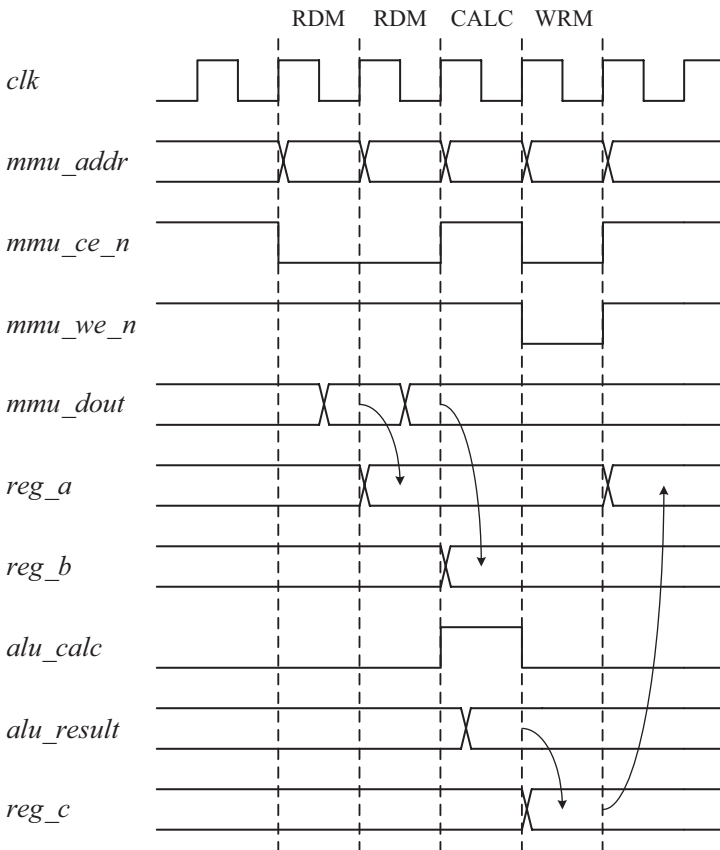 RDM RDM CALC WRM
clk
mmu_addr
mmu_ce_n
mmu_we_n
mmu_dout
reg_a
reg_b
alu_calc
alu_result
reg_c